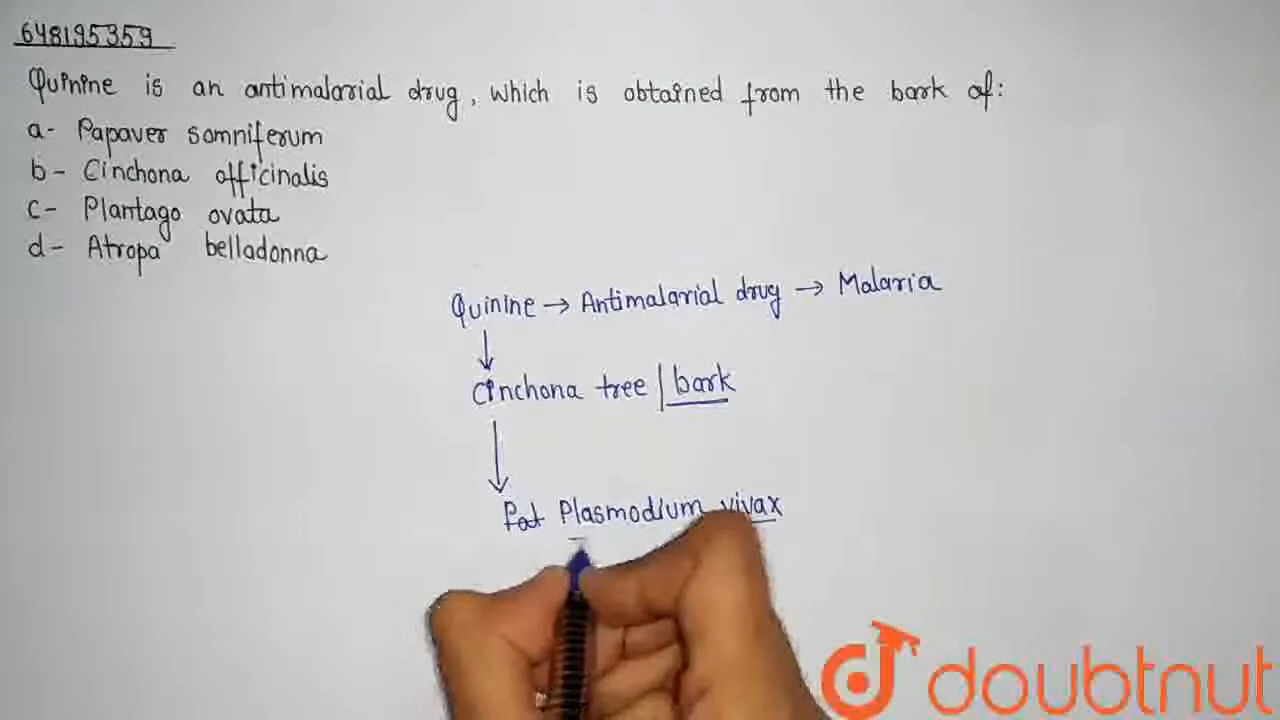 648195359
Quinine is an antimalarial drug, which is obtained from the bark of:
a- Papaver somniferum
b- Cinchona officinalis
c- Plantago ovata
d- Atropa belladonna
Quinine → Antimalarial drug → Malaria
↓
Cinchona tree | bark
↓
Pat Plasmodium vivax
doubtnut